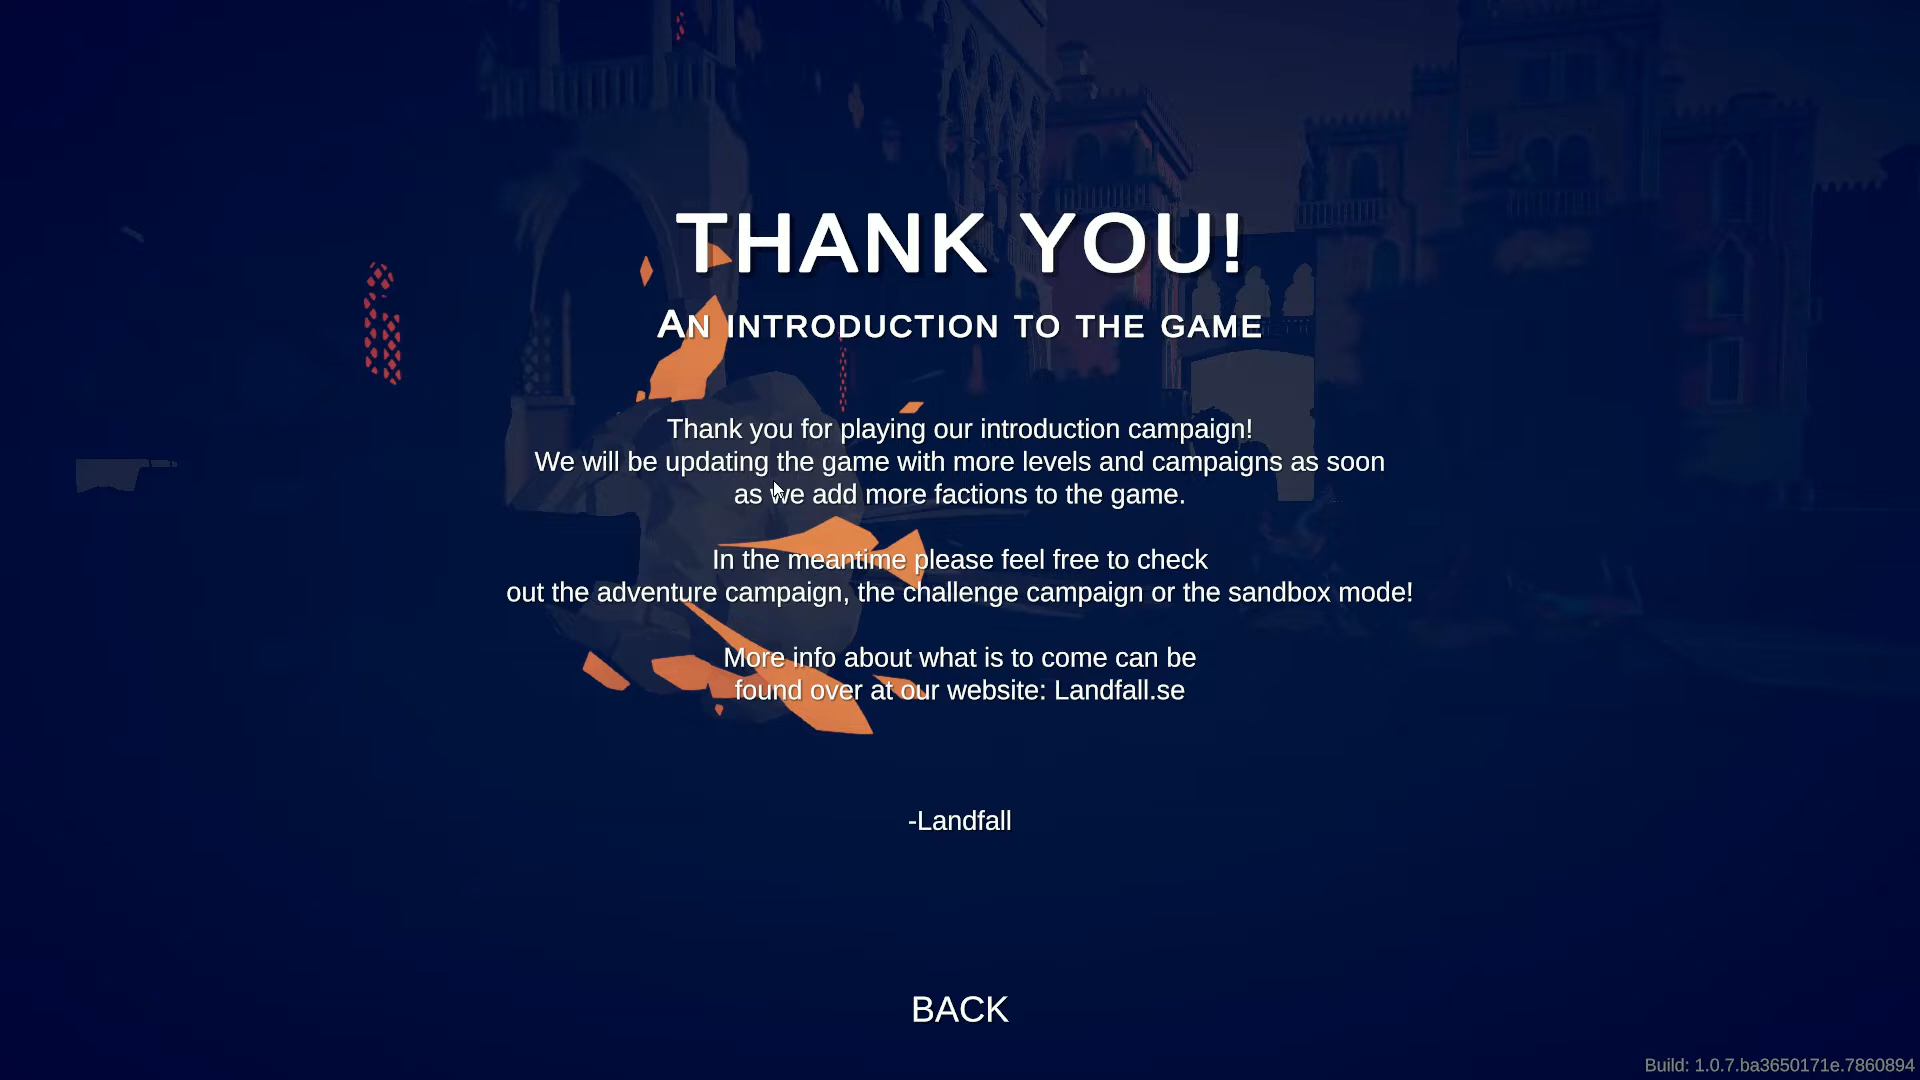 THANK YOU!
AN INTRODUCTION TO THE GAME
Thank you for playing our introduction campaign!
We will be updating the game with more levels and campaigns as soon
as we add more factions to the game.
In the meantime please feel free to check
out the adventure campaign, the challenge campaign or the sandbox mode!
More info about what is to come can be
found over at our website: Landfall.se
-Landfall
BACK
Build: 1.0.7.ba3650171e.7860894